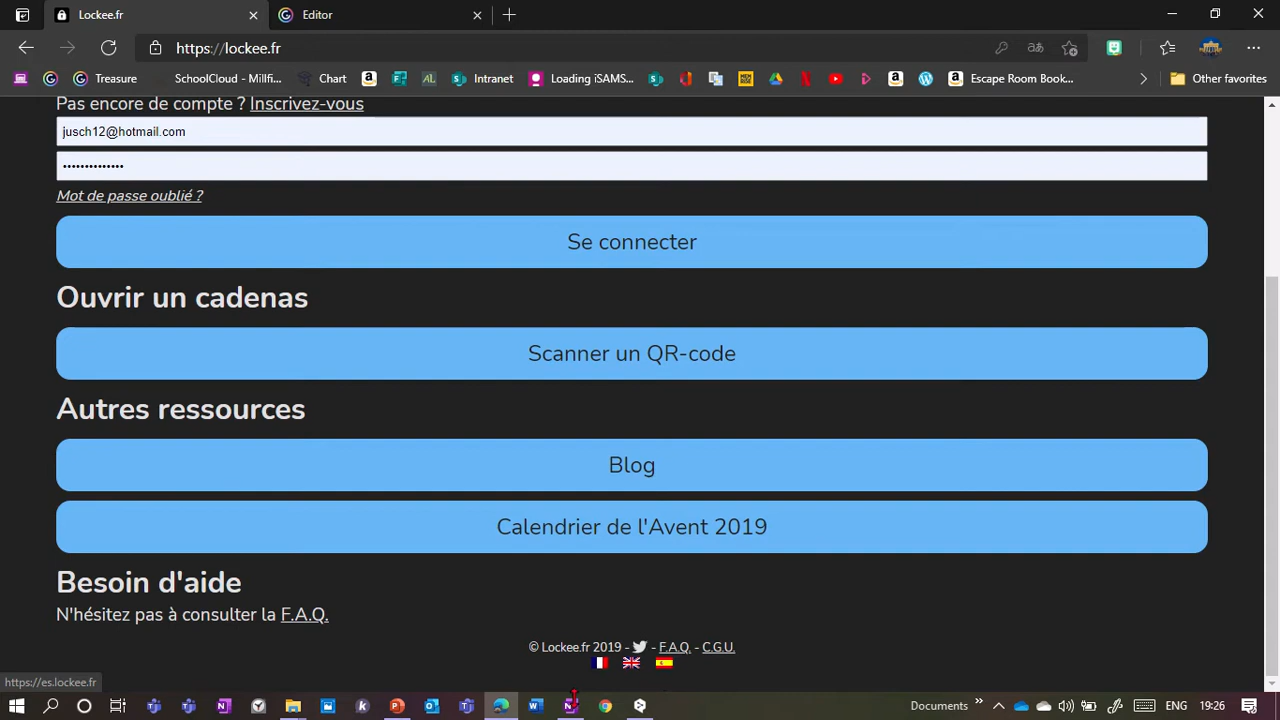 Lockee.fr
Editor
https://lockee.fr
Treasure
SchoolCloud - Millfi...
Chart
AL
Intranet
Loading iSAMS...
Escape Room Book...
Other favorites
Pas encore de compte ? Inscrivez-vous
jusch12@hotmail.com
••••••••••••••
Mot de passe oublié ?
Se connecter
Ouvrir un cadenas
Scanner un QR-code
Autres ressources
Blog
Calendrier de l'Avent 2019
Besoin d'aide
N'hésitez pas à consulter la F.A.Q.
© Lockee.fr 2019 - - F.A.Q. - C.G.U.
https://es.lockee.fr
Documents
ENG
19:26